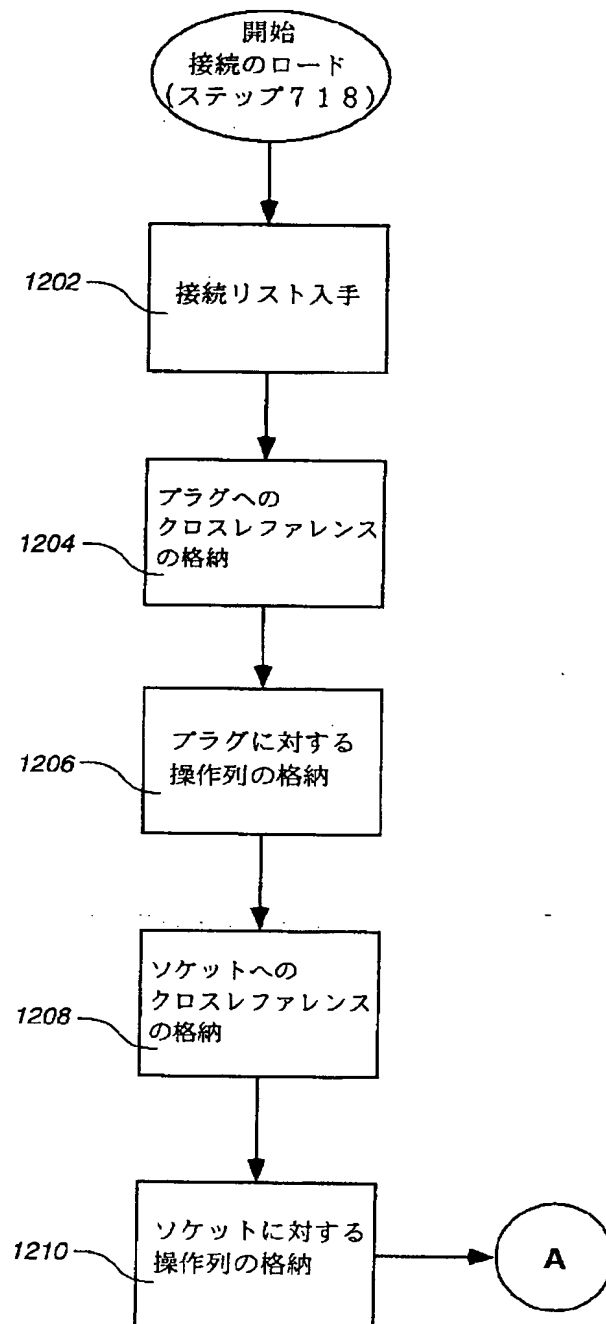 開始
接続のロード
(ステップ718)
1202
接続リスト入手
1204
プラグへの
クロスレファレンス
の格納
1206
プラグに対する
操作列の格納
1208
ソケットへの
クロスレファレンス
の格納
1210
ソケットに対する
操作列の格納
A